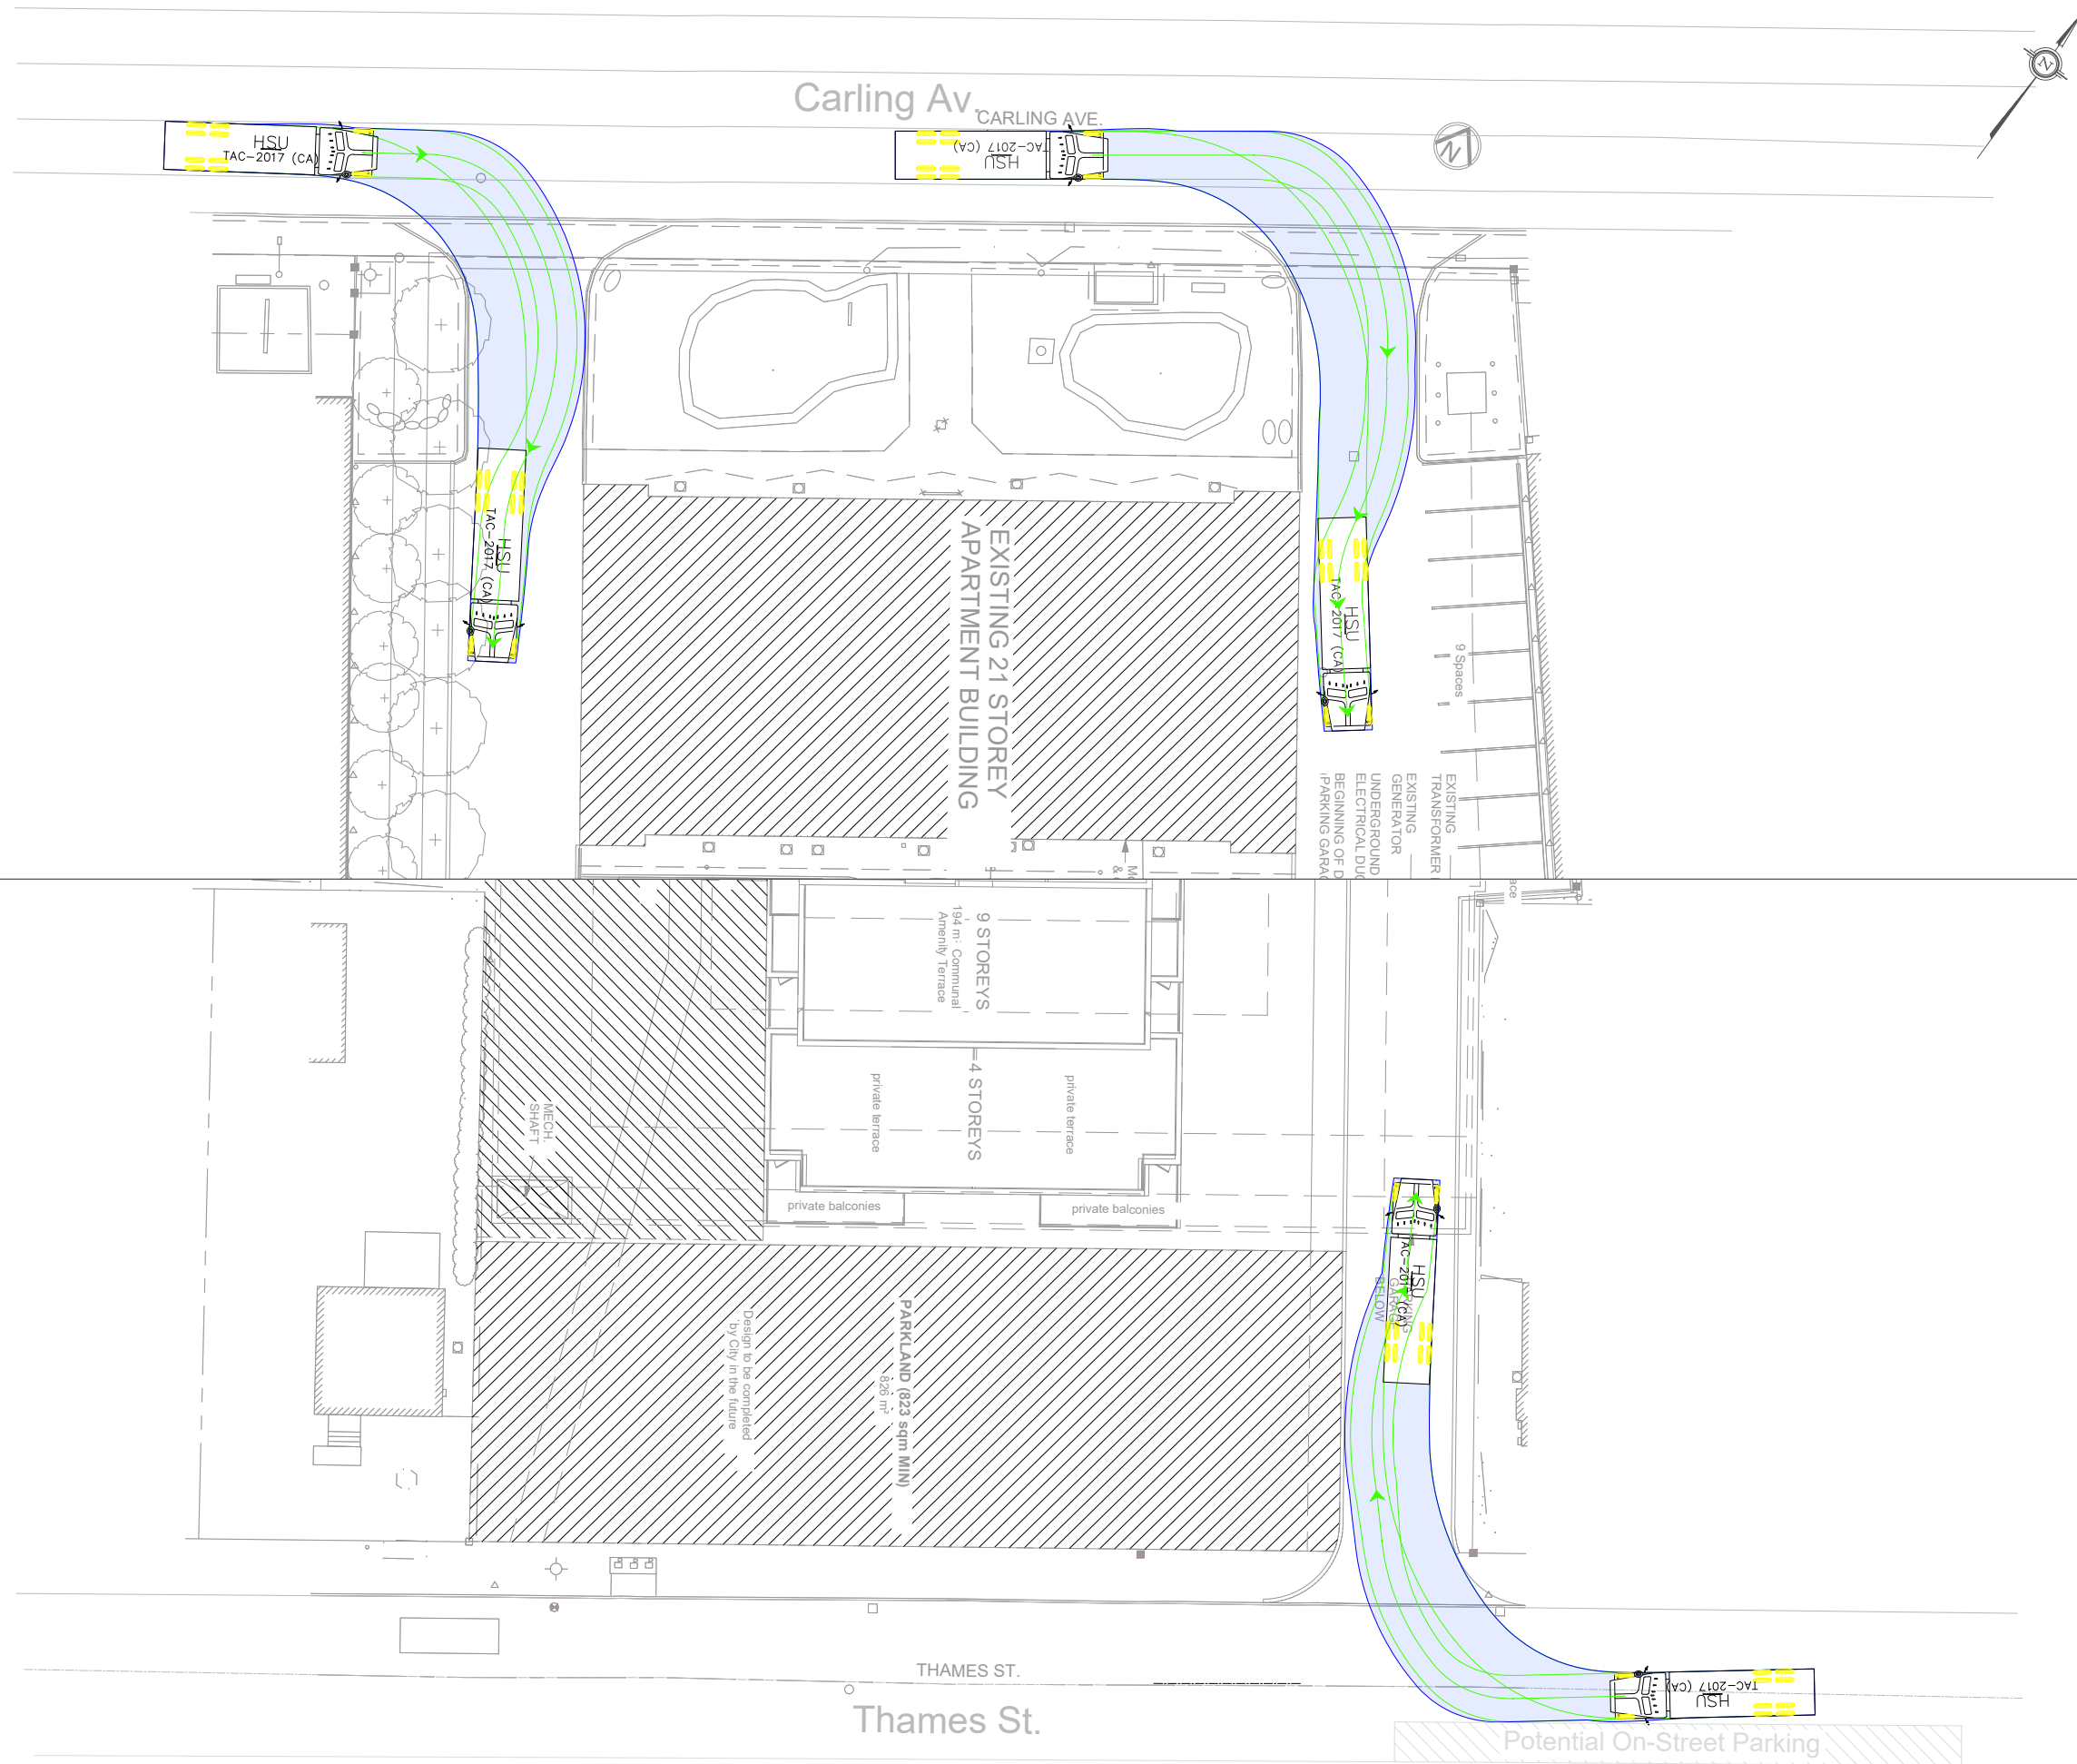 Carling Av.
CARLING AVE.
N
N
HSU
TAC-2017 (CA)
TAC-2017 (CA)
HSU
HSU
TAC-2017 (CA)
HSU
TAC-2017 (CA)
EXISTING 21 STOREY
APARTMENT BUILDING
9 Spaces
EXISTING
TRANSFORMER
EXISTING
GENERATOR
UNDERGROUND
ELECTRICAL DU
BEGINNING OF D
PARKING GARAG
&
9 STOREYS
194 m² Communal
Amenity Terrace
4 STOREYS
private terrace
private terrace
MECH.
SHAFT
private balconies
private balconies
HSU
(CA)
BELOW
PARKLAND (823 sqm MIN)
826 m²
Design to be completed
by City in the future
THAMES ST.
Thames St.
TAC-2017 (CA)
HSU
Potential On-Street Parking